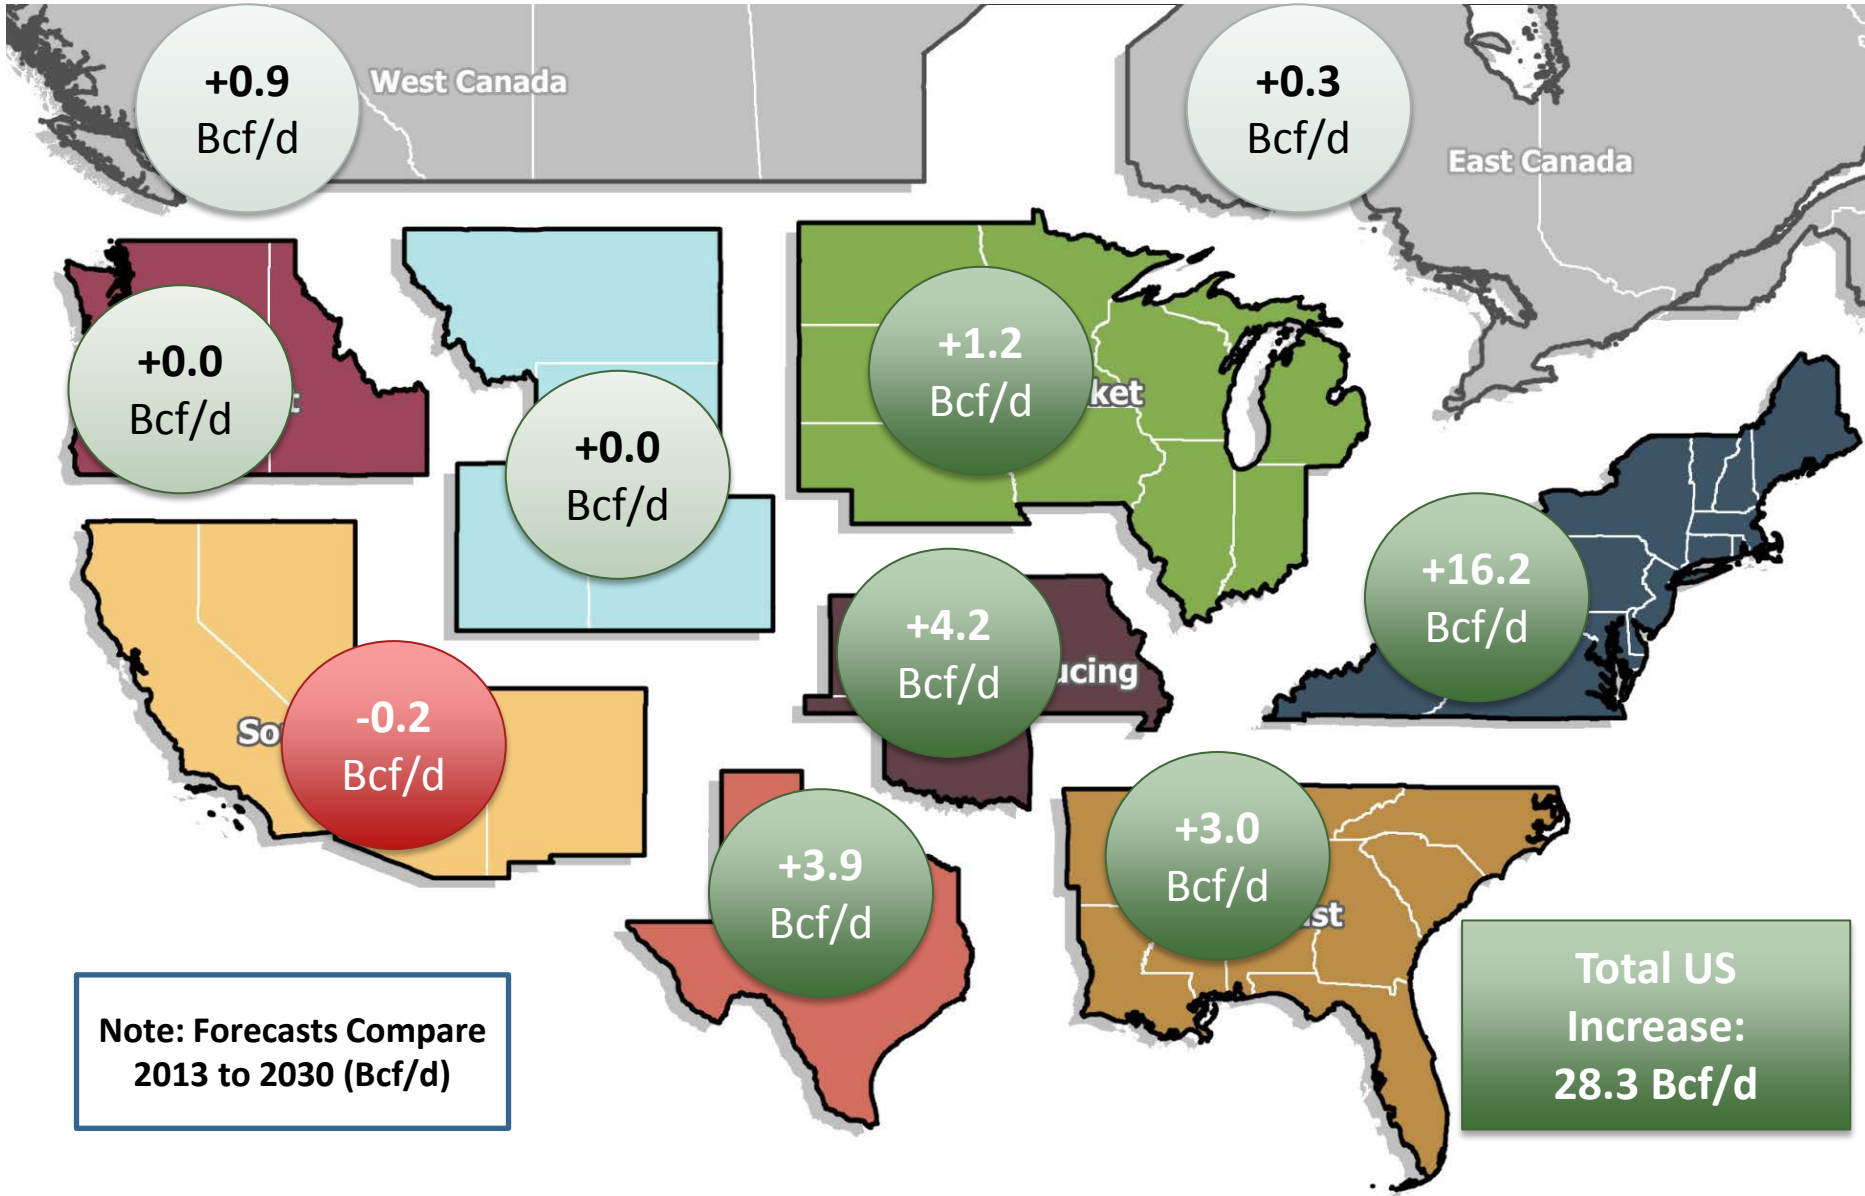 +0.9
Bcf/d
West Canada
+0.3
Bcf/d
East Canada
+0.0
Bcf/d
+0.0
Bcf/d
+1.2
Bcf/d
ket
+16.2
Bcf/d
+4.2
Bcf/d
ucing
-0.2
Bcf/d
So
+3.9
Bcf/d
+3.0
Bcf/d
st
Note: Forecasts Compare
2013 to 2030 (Bcf/d)
Total US
Increase:
28.3 Bcf/d